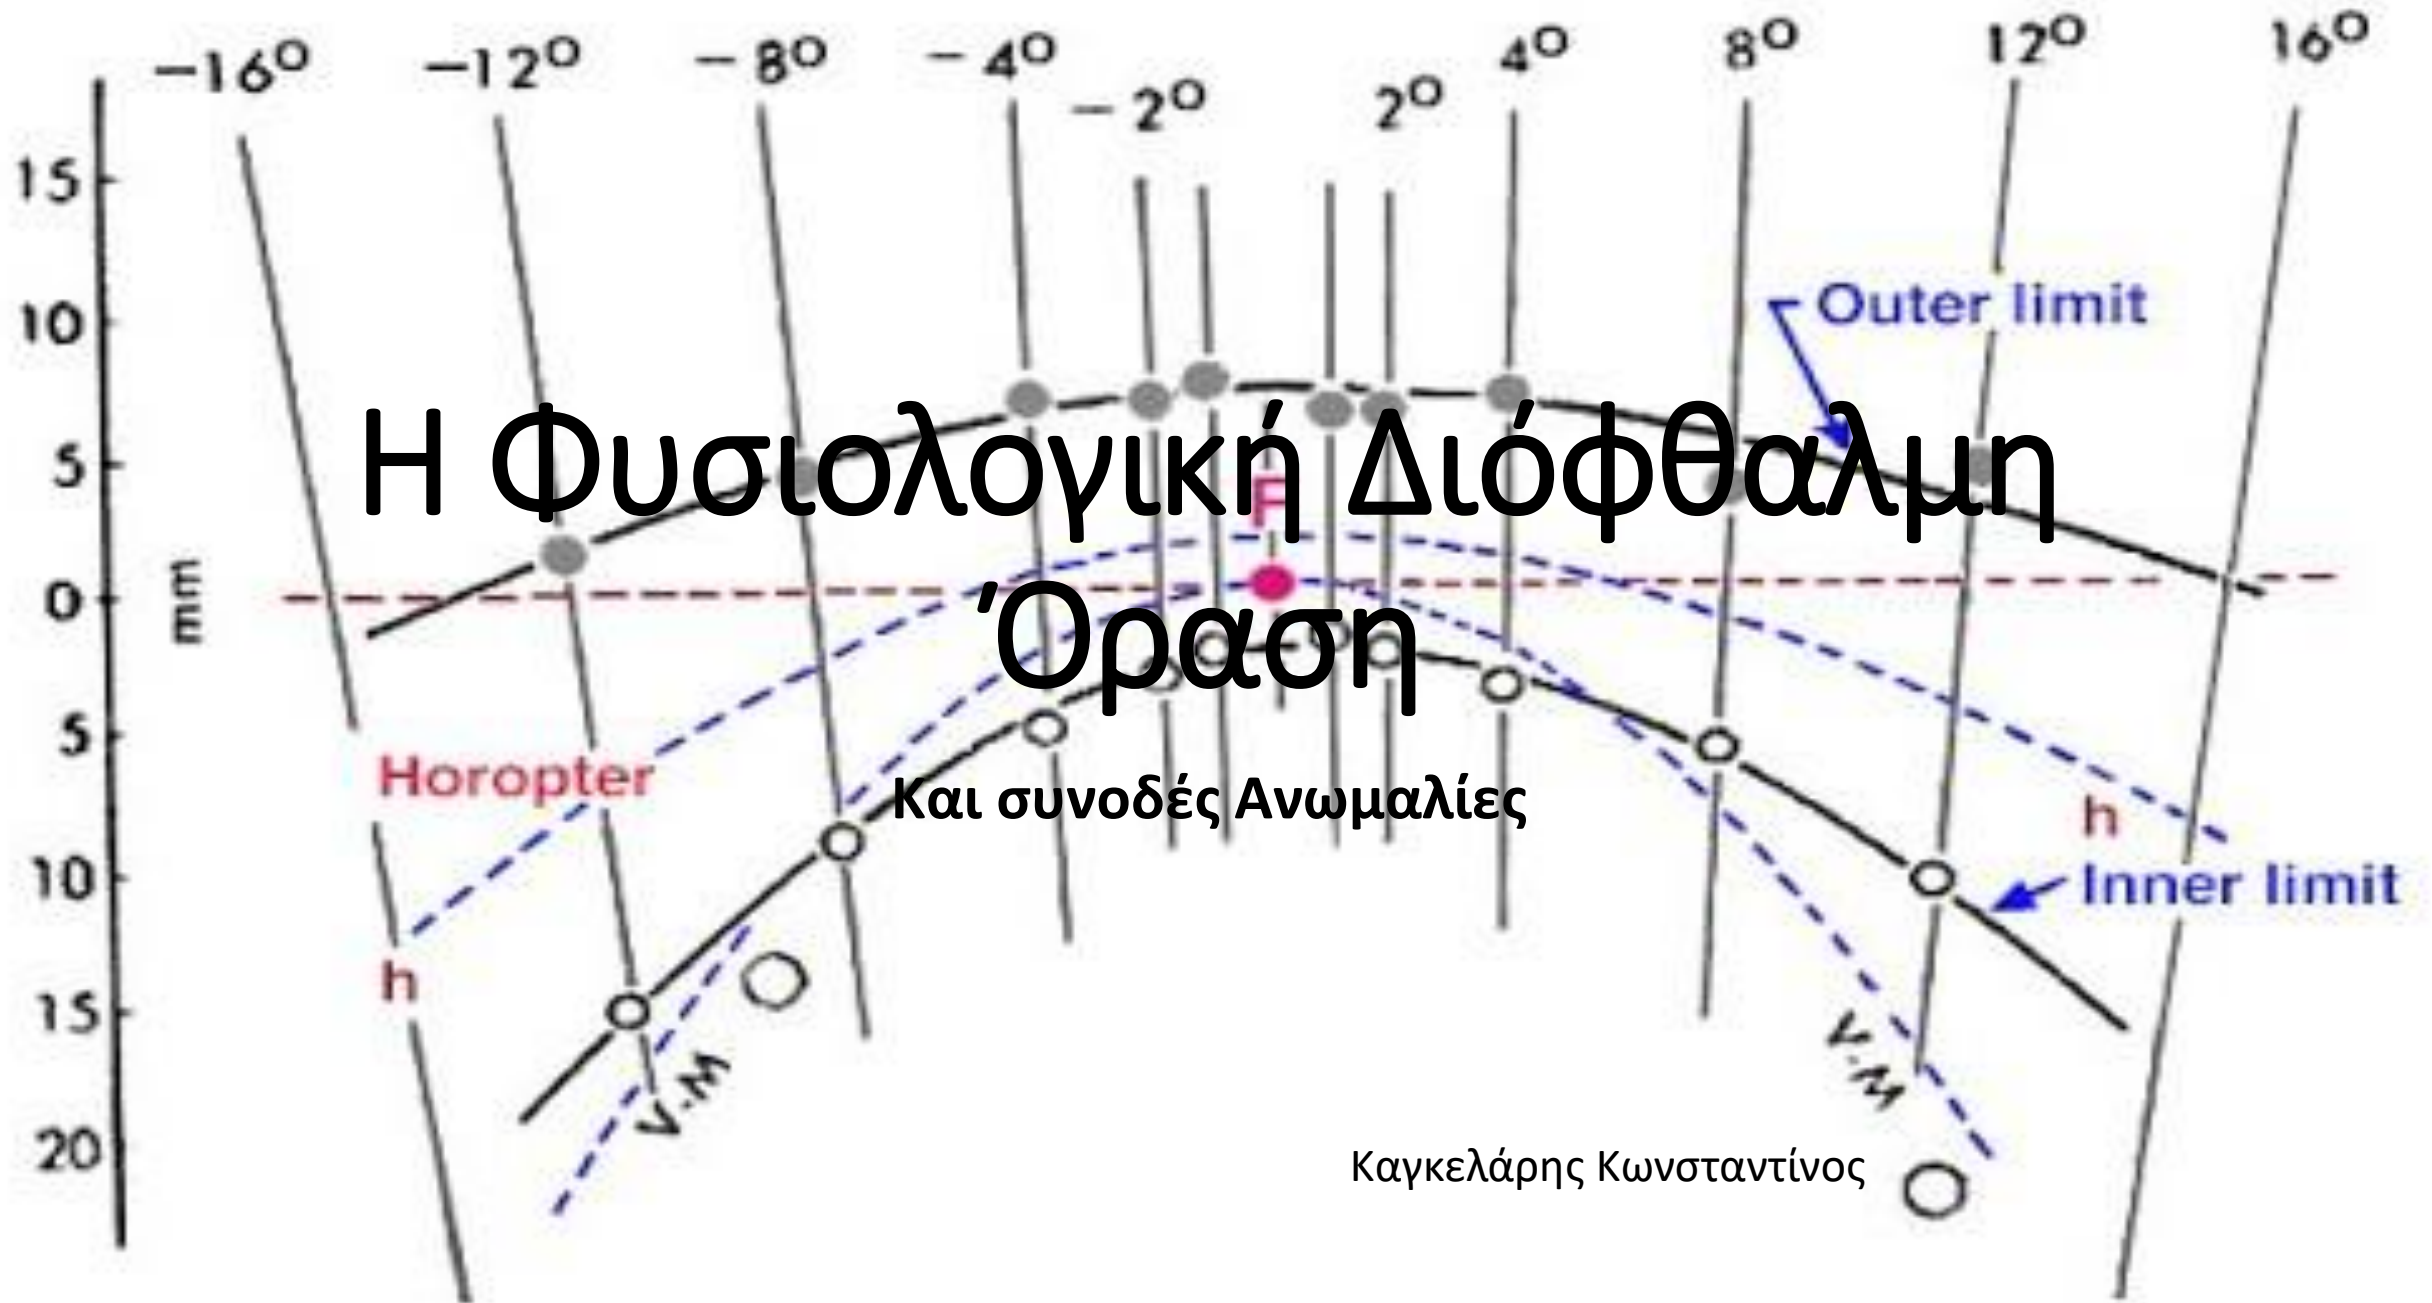 −16° −12° −8° −4° 4° 8° 12° 16°
−2° 2°
15
10
Outer limit
5
Η Φυσιολογική Διόφθαλμη
F
0
mm
Όραση
5
Horopter
Και συνοδές Ανωμαλίες
h
10
Inner limit
h
15
V-M
V-M
20
Καγκελάρης Κωνσταντίνος